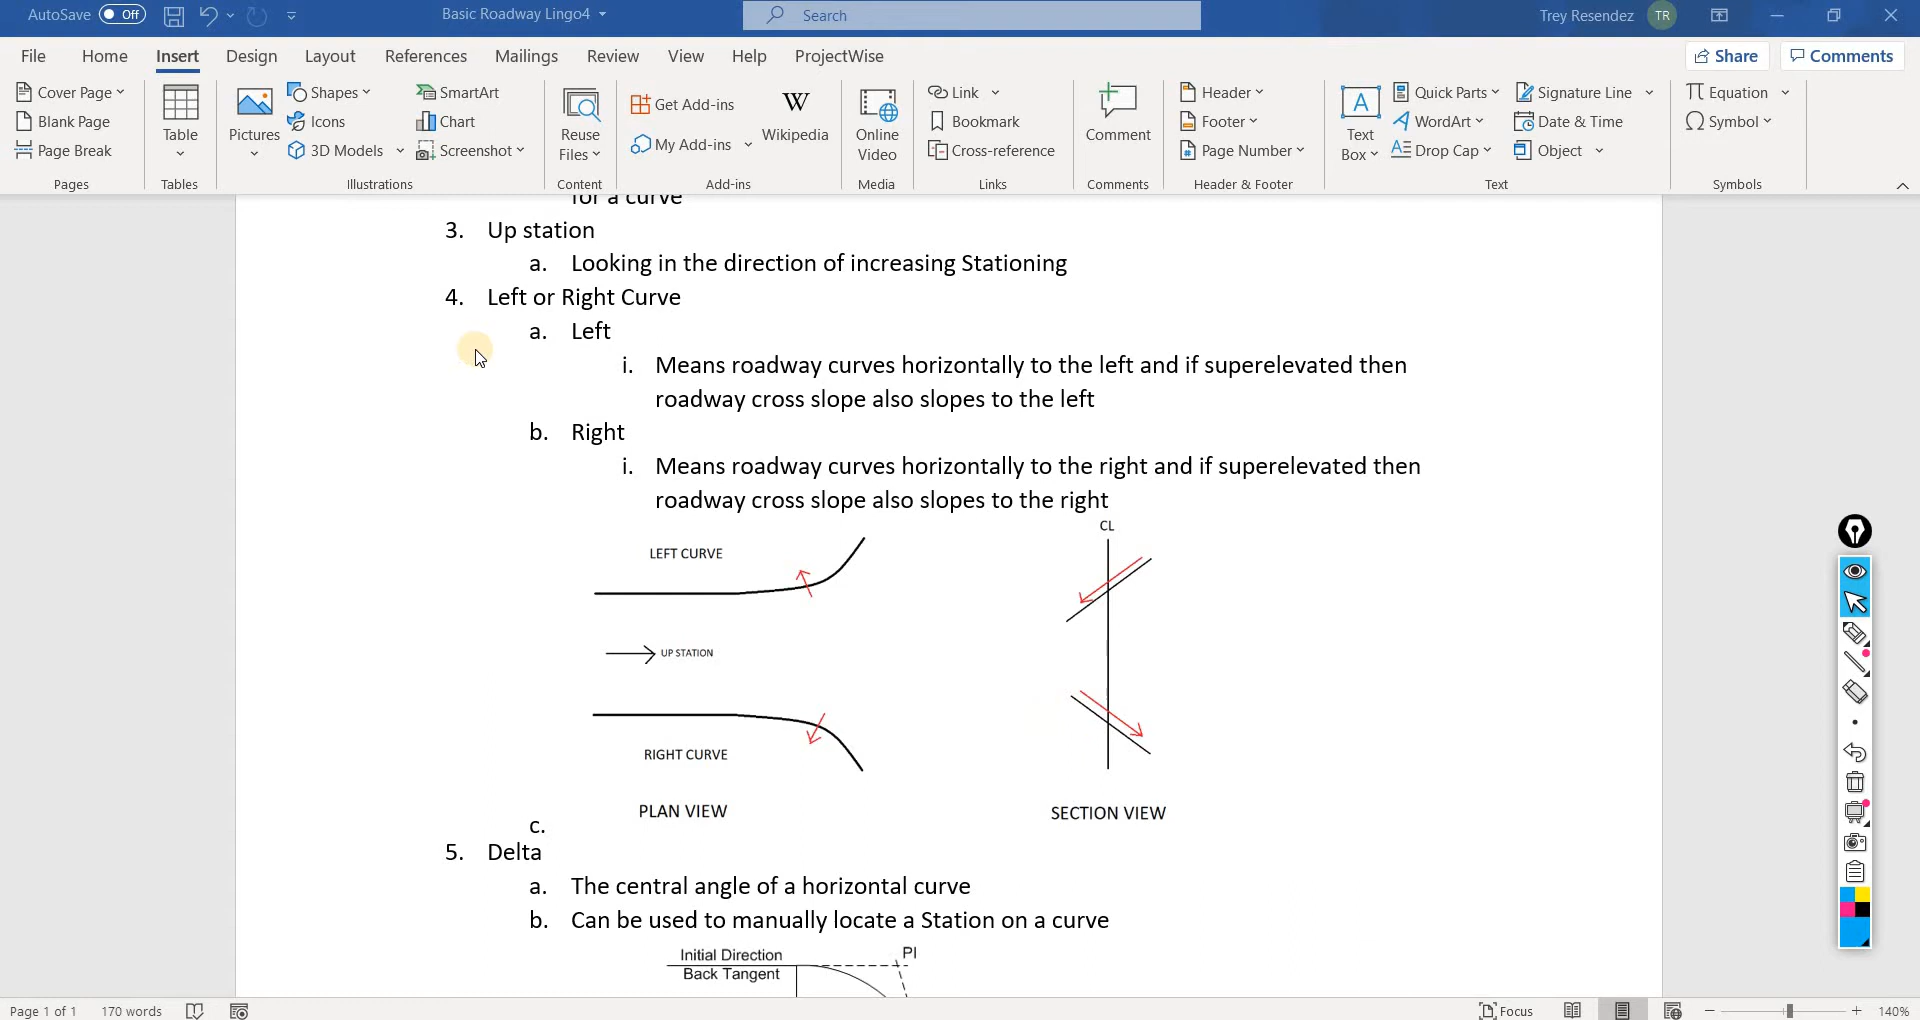 AutoSave Off
Basic Roadway Lingo4
Search
Trey Resendez TR
File Home Insert Design Layout References Mailings Review View Help ProjectWise Share Comments
Cover Page
Blank Page
Page Break
Pages
Table
Tables
Pictures
Shapes
Icons
3D Models
SmartArt
Chart
Screenshot
Illustrations
Reuse
Files
Content
Get Add-ins
My Add-ins
W
Wikipedia
Add-ins
Online
Video
Media
Link
Bookmark
Cross-reference
Links
Comment
Comments
Header
Footer
Page Number
Header & Footer
A
Text
Box
Quick Parts
WordArt
Drop Cap
Signature Line
Date & Time
Object
Text
Equation
Symbol
Symbols
for a curve
3. Up station
a. Looking in the direction of increasing Stationing
4. Left or Right Curve
a. Left
i. Means roadway curves horizontally to the left and if superelevated then
roadway cross slope also slopes to the left
b. Right
i. Means roadway curves horizontally to the right and if superelevated then
roadway cross slope also slopes to the right
LEFT CURVE
CL
UP STATION
RIGHT CURVE
PLAN VIEW
SECTION VIEW
c.
5. Delta
a. The central angle of a horizontal curve
b. Can be used to manually locate a Station on a curve
Initial Direction
PI
Back Tangent
Page 1 of 1 170 words
Focus
140%